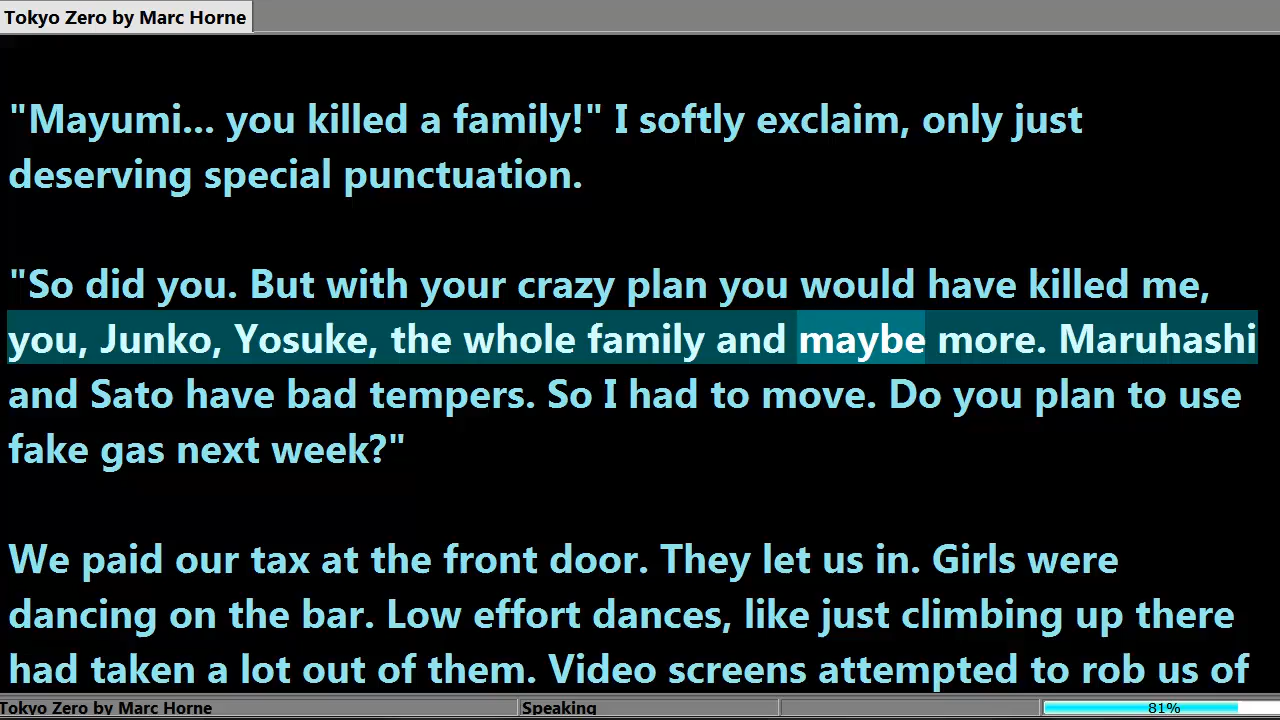 Tokyo Zero by Marc Horne
"Mayumi... you killed a family!" I softly exclaim, only just
deserving special punctuation.
"So did you. But with your crazy plan you would have killed me,
you, Junko, Yosuke, the whole family and maybe more. Maruhashi
and Sato have bad tempers. So I had to move. Do you plan to use
fake gas next week?"
We paid our tax at the front door. They let us in. Girls were
dancing on the bar. Low effort dances, like just climbing up there
had taken a lot out of them. Video screens attempted to rob us of
Tokyo Zero by Marc Horne
Speaking
81%